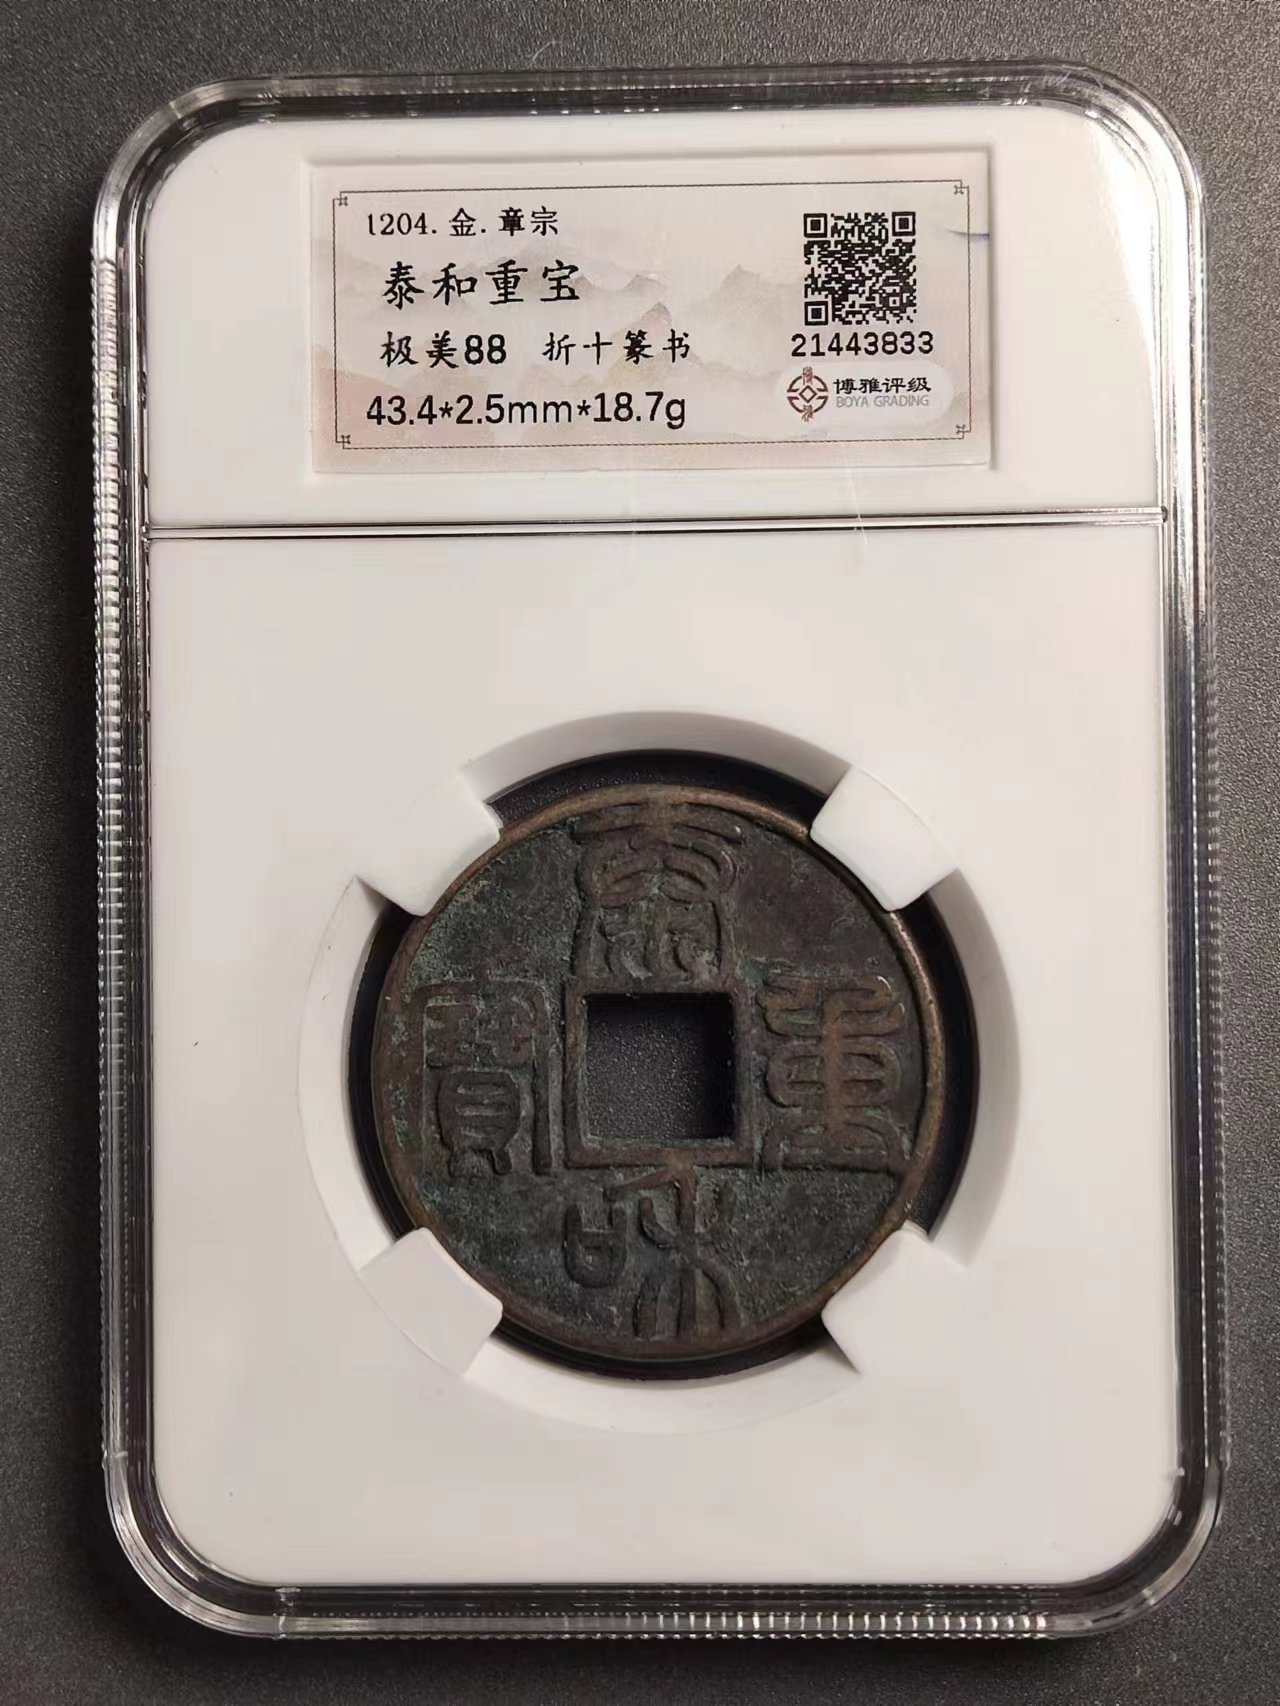 1204.金.章宗
泰和重宝
极美88 折十篆书
43.4*2.5mm*18.7g
21443833
博雅评级
BOYA GRADING
泰和重寶